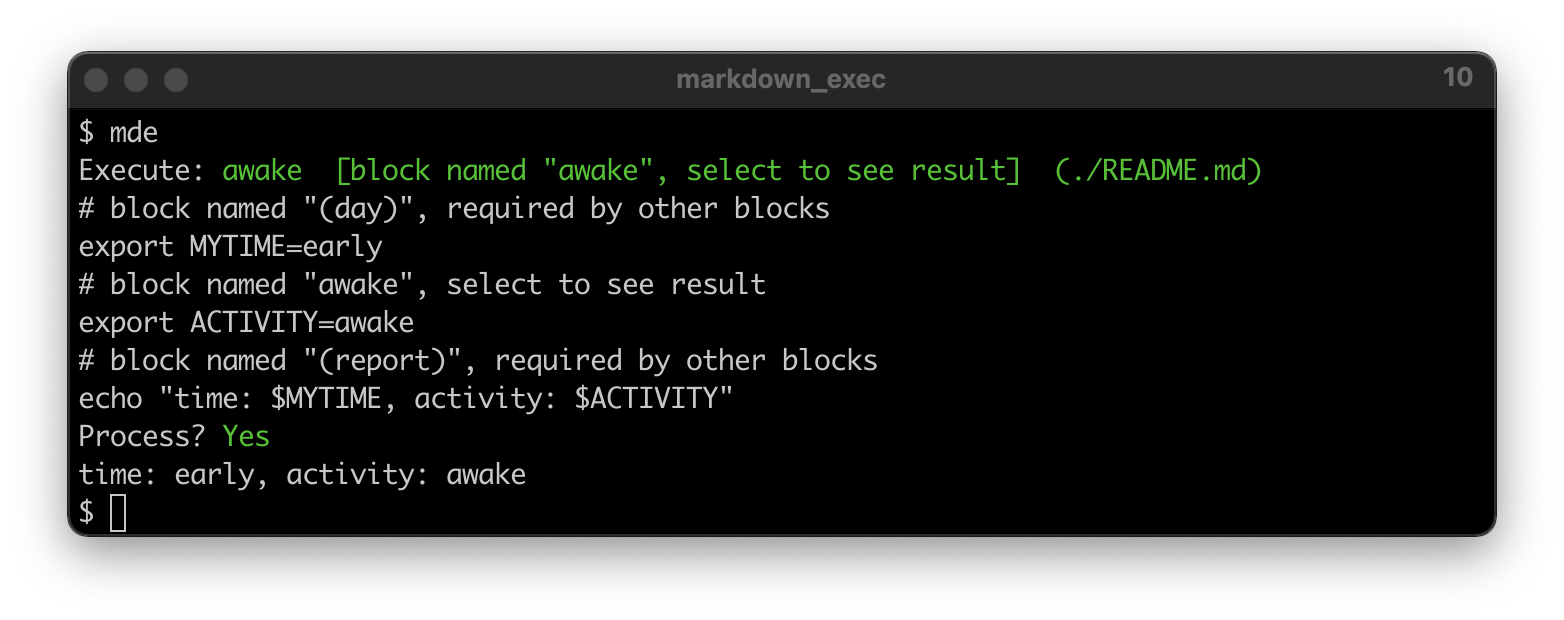 markdown_exec 10
$ mde
Execute: awake  [block named "awake", select to see result]  (./README.md)
# block named "(day)", required by other blocks
export MYTIME=early
# block named "awake", select to see result
export ACTIVITY=awake
# block named "(report)", required by other blocks
echo "time: $MYTIME, activity: $ACTIVITY"
Process? Yes
time: early, activity: awake
$